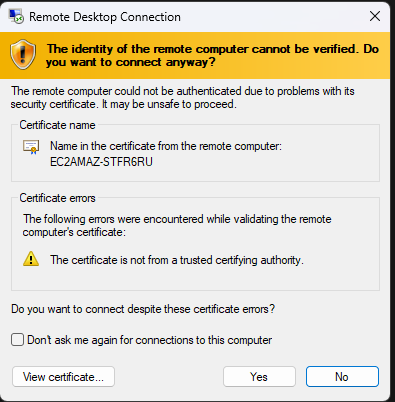 Remote Desktop Connection
The identity of the remote computer cannot be verified. Do
you want to connect anyway?
The remote computer could not be authenticated due to problems with its
security certificate. It may be unsafe to proceed.
Certificate name
Name in the certificate from the remote computer:
EC2AMAZ-STFR6RU
Certificate errors
The following errors were encountered while validating the remote
computer's certificate:
The certificate is not from a trusted certifying authority.
Do you want to connect despite these certificate errors?
Don't ask me again for connections to this computer
View certificate...
Yes
No